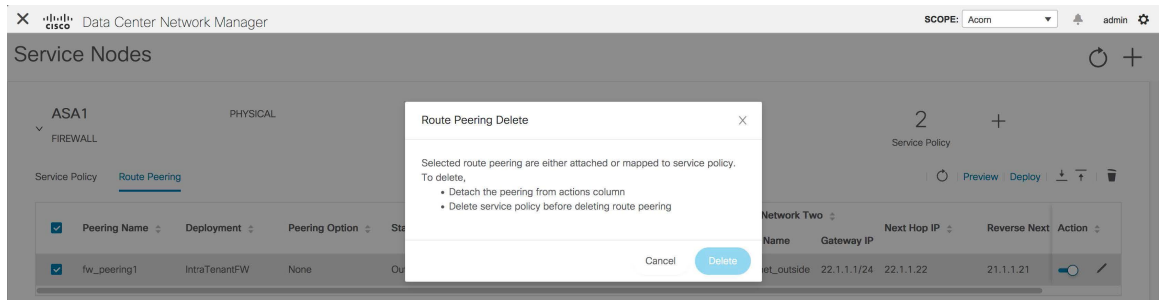 CISCO Data Center Network Manager SCOPE: Acorn admin
Service Nodes
ASA1 PHYSICAL 2
FIREWALL Service Policy
Route Peering Delete
Selected route peering are either attached or mapped to service policy.
To delete,
• Detach the peering from actions column
• Delete service policy before deleting route peering
Cancel Delete
Service Policy Route Peering Preview Deploy
Network Two
Peering Name Deployment Peering Option Sta Name Gateway IP Next Hop IP Reverse Next Action
fw_peering1 IntraTenantFW None Ou et_outside 22.1.1.1/24 22.1.1.22 21.1.1.21